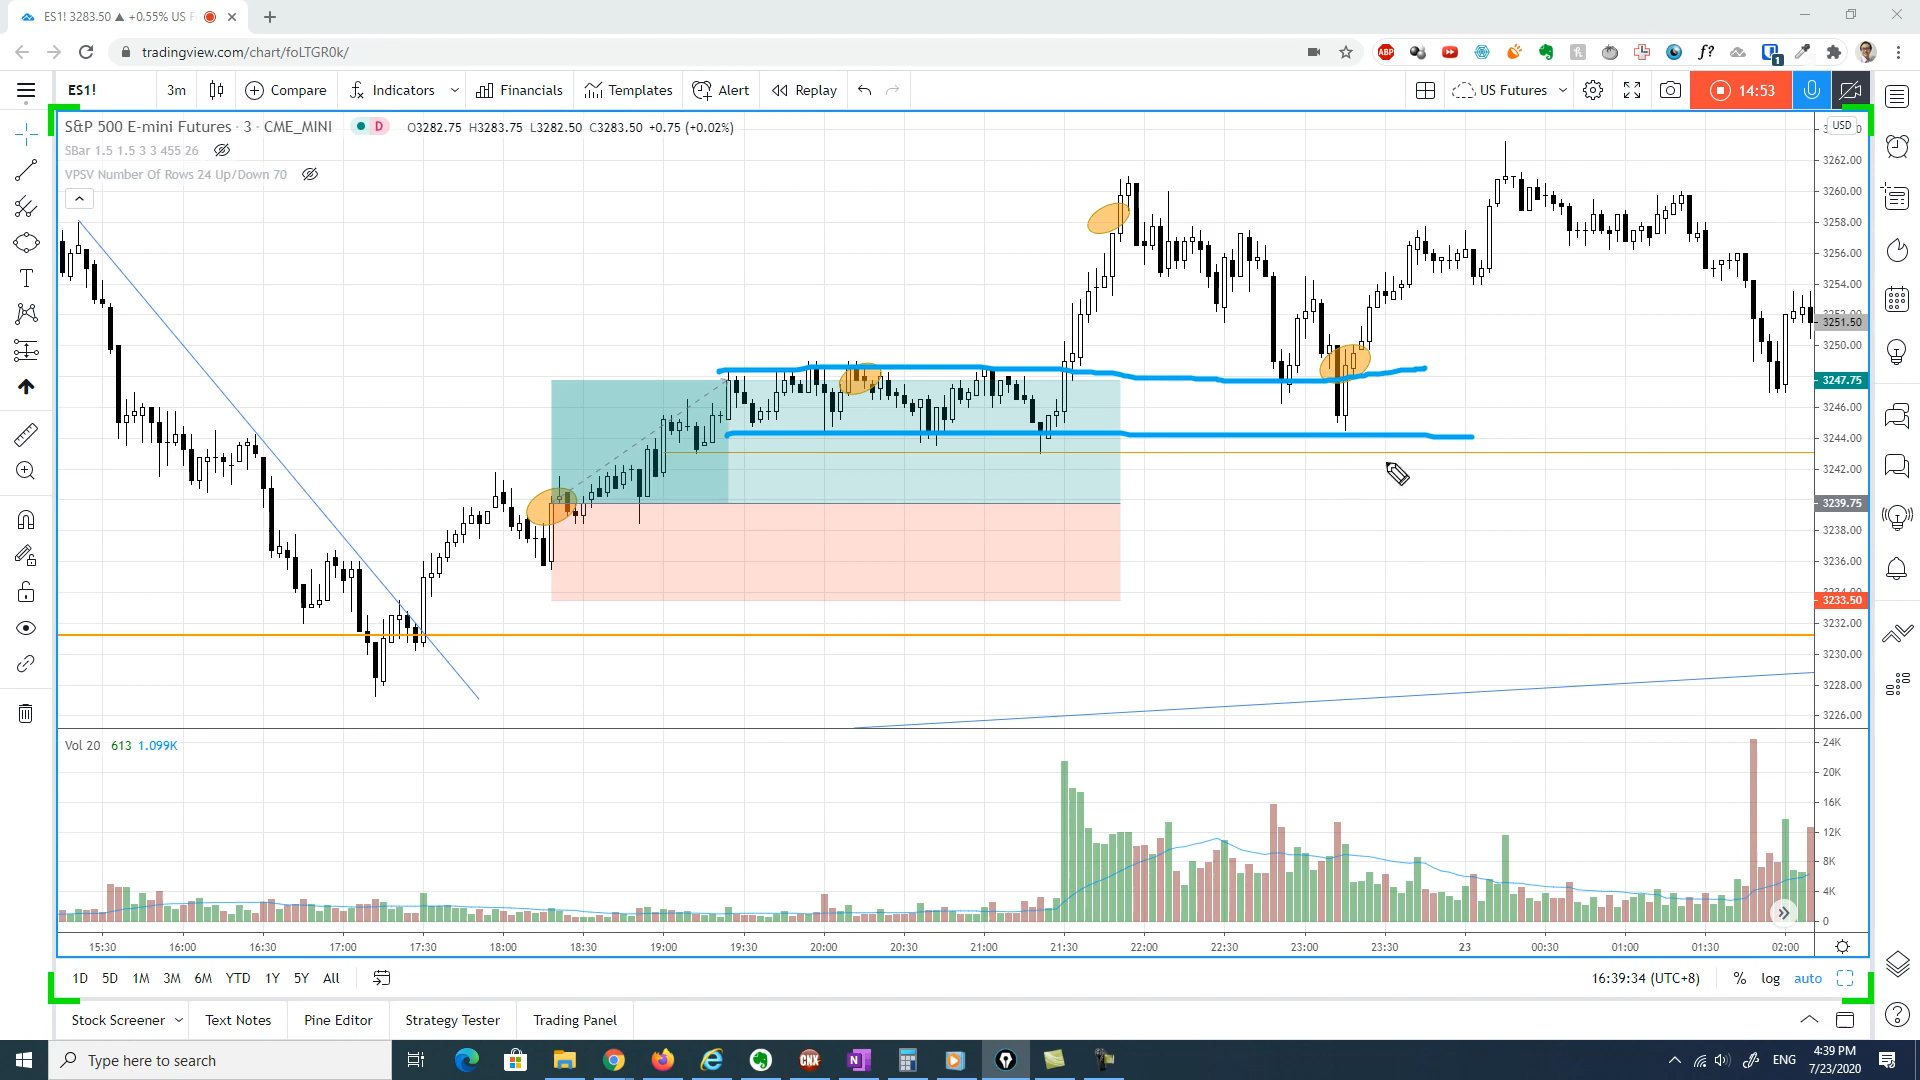 ES1! 3283.50 ▲ +0.55% US F
tradingview.com/chart/foLTGR0k/
ABP
f?
1
ES1!
3m
Compare
Indicators
Financials
Templates
Alert
Replay
US Futures
14:53
S&P 500 E-mini Futures · 3 · CME_MINI
D
O3282.75 H3283.75 L3282.50 C3283.50 +0.75 (+0.02%)
SBar 1.5 1.5 3 3 455 26
VPSV Number Of Rows 24 Up/Down 70
USD
3262.00
3260.00
3258.00
3256.00
3254.00
3251.50
3250.00
3247.75
3246.00
3244.00
3242.00
3239.75
3238.00
3236.00
3233.50
3232.00
3230.00
3228.00
3226.00
Vol 20 613 1.099K
24K
20K
16K
12K
8K
4K
0
15:30 16:00 16:30 17:00 17:30 18:00 18:30 19:00 19:30 20:00 20:30 21:00 21:30 22:00 22:30 23:00 23:30 23 00:30 01:00 01:30 02:00
1D 5D 1M 3M 6M YTD 1Y 5Y All
16:39:34 (UTC+8)
% log auto
Stock Screener
Text Notes
Pine Editor
Strategy Tester
Trading Panel
Type here to search
CNX
N
ENG
4:39 PM
7/23/2020